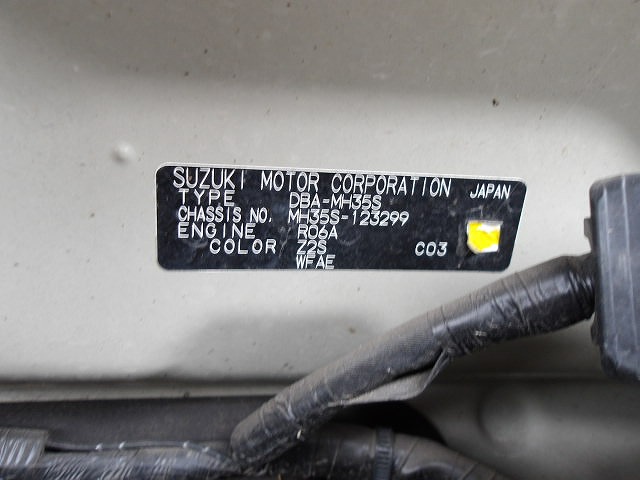 SUZUKI MOTOR CORPORATION JAPAN
TYPE DBA-MH35S
CHASSIS NO. MH35S-123299
ENGINE R06A
COLOR Z2S C03
WFAE